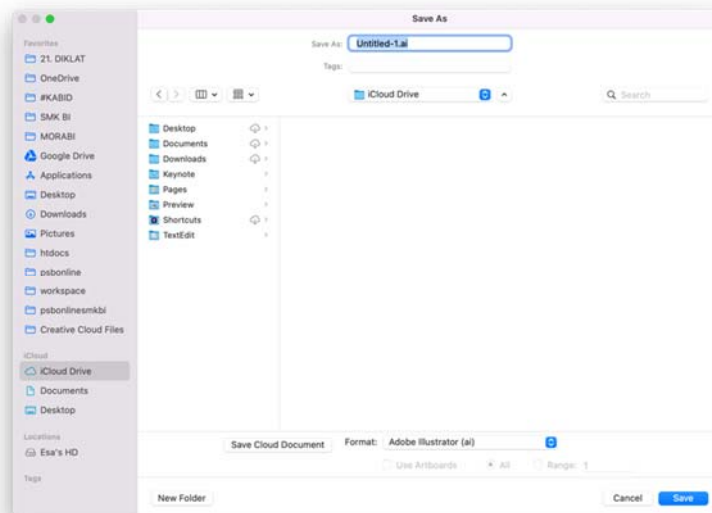 Save As
Favorites
21. DIKLAT
OneDrive
#KABID
SMK BI
MORABI
Google Drive
Applications
Desktop
Downloads
Pictures
htdocs
psbonline
workspace
psbonlinesmkbi
Creative Cloud Files
iCloud
iCloud Drive
Documents
Desktop
Locations
Esa's HD
Tags
Save As: Untitled-1.ai
Tags:
iCloud Drive
Search
Desktop
Documents
Downloads
Keynote
Pages
Preview
Shortcuts
TextEdit
Save Cloud Document Format: Adobe Illustrator (ai)
Use Artboards All Range: 1
New Folder Cancel Save